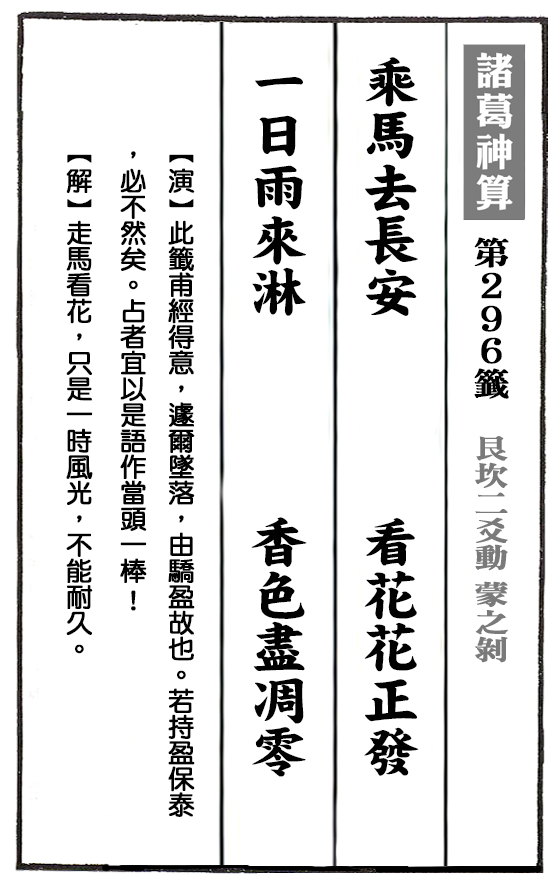 諸葛神算 第296籤 艮坎二爻動 蒙之剝
乘馬去長安 看花花正發
一日雨來淋 香色盡凋零
【演】此籤甫經得意,遽爾墜落,由驕盈故也。若持盈保泰
,必不然矣。占者宜以是語作當頭一棒!
【解】走馬看花,只是一時風光,不能耐久。